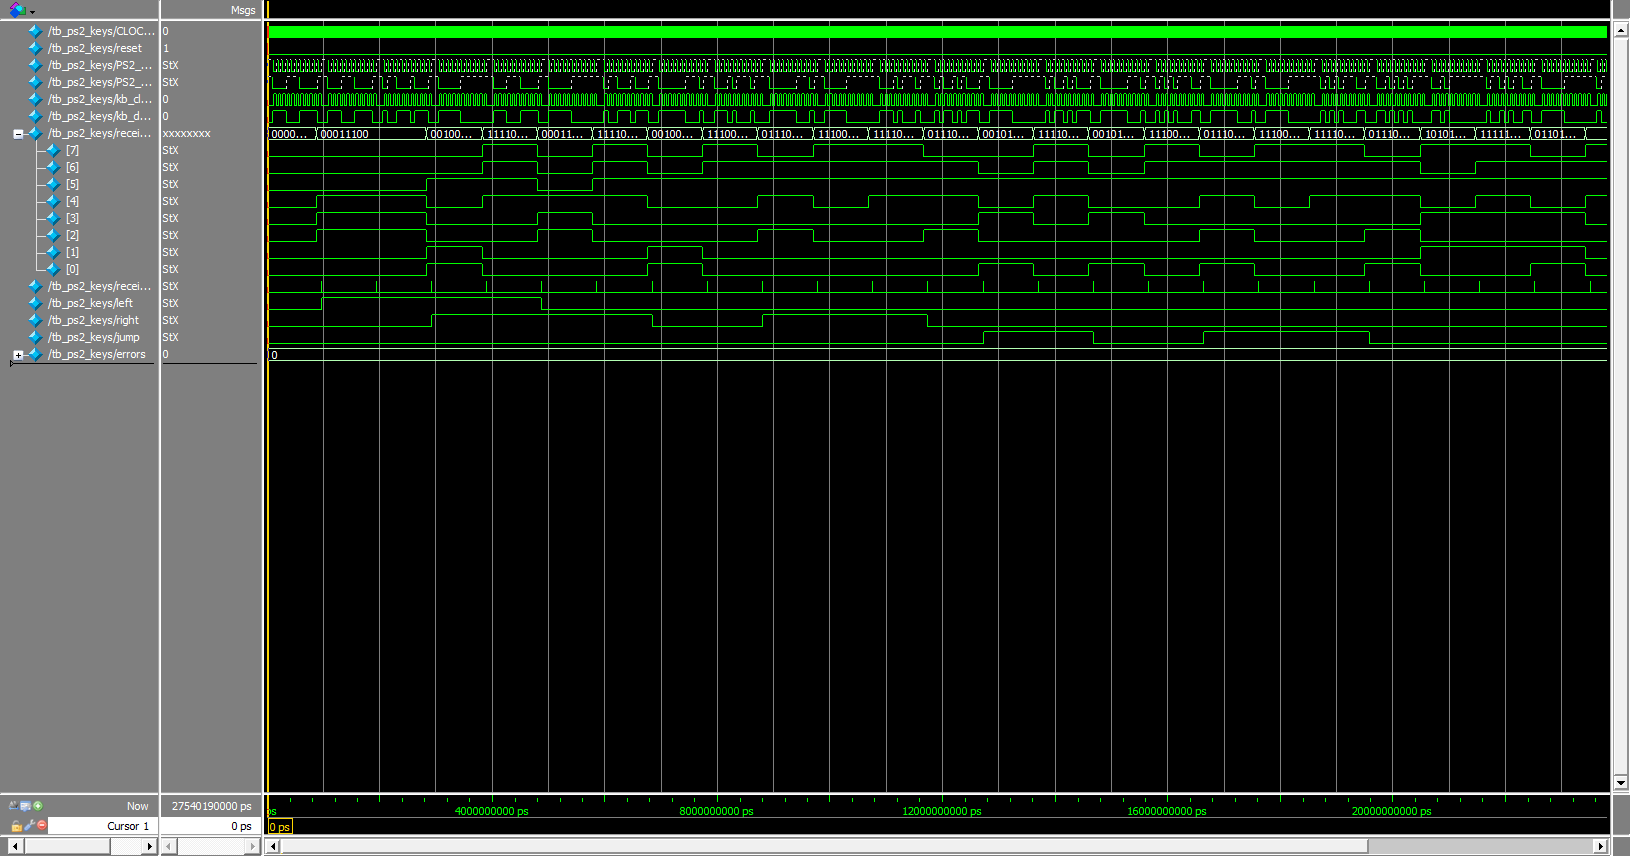 Msgs
/tb_ps2_keys/CLOC... 0
/tb_ps2_keys/reset 1
/tb_ps2_keys/PS2_... StX
/tb_ps2_keys/PS2_... StX
/tb_ps2_keys/kb_cl... 0
/tb_ps2_keys/kb_d... 0
/tb_ps2_keys/recei... xxxxxxxx 0000... 00011100 00100... 11110... 00011... 11110... 00100... 11100... 01110... 11100... 11110... 01110... 00101... 11110... 00101... 11100... 01110... 11100... 11110... 01110... 10101... 11111... 01101...
[7] StX
[6] StX
[5] StX
[4] StX
[3] StX
[2] StX
[1] StX
[0] StX
/tb_ps2_keys/recei... StX
/tb_ps2_keys/left StX
/tb_ps2_keys/right StX
/tb_ps2_keys/jump StX
/tb_ps2_keys/errors 0 0
Now 27540190000 ps ps 4000000000 ps 8000000000 ps 12000000000 ps 16000000000 ps 20000000000 ps
Cursor 1 0 ps 0 ps